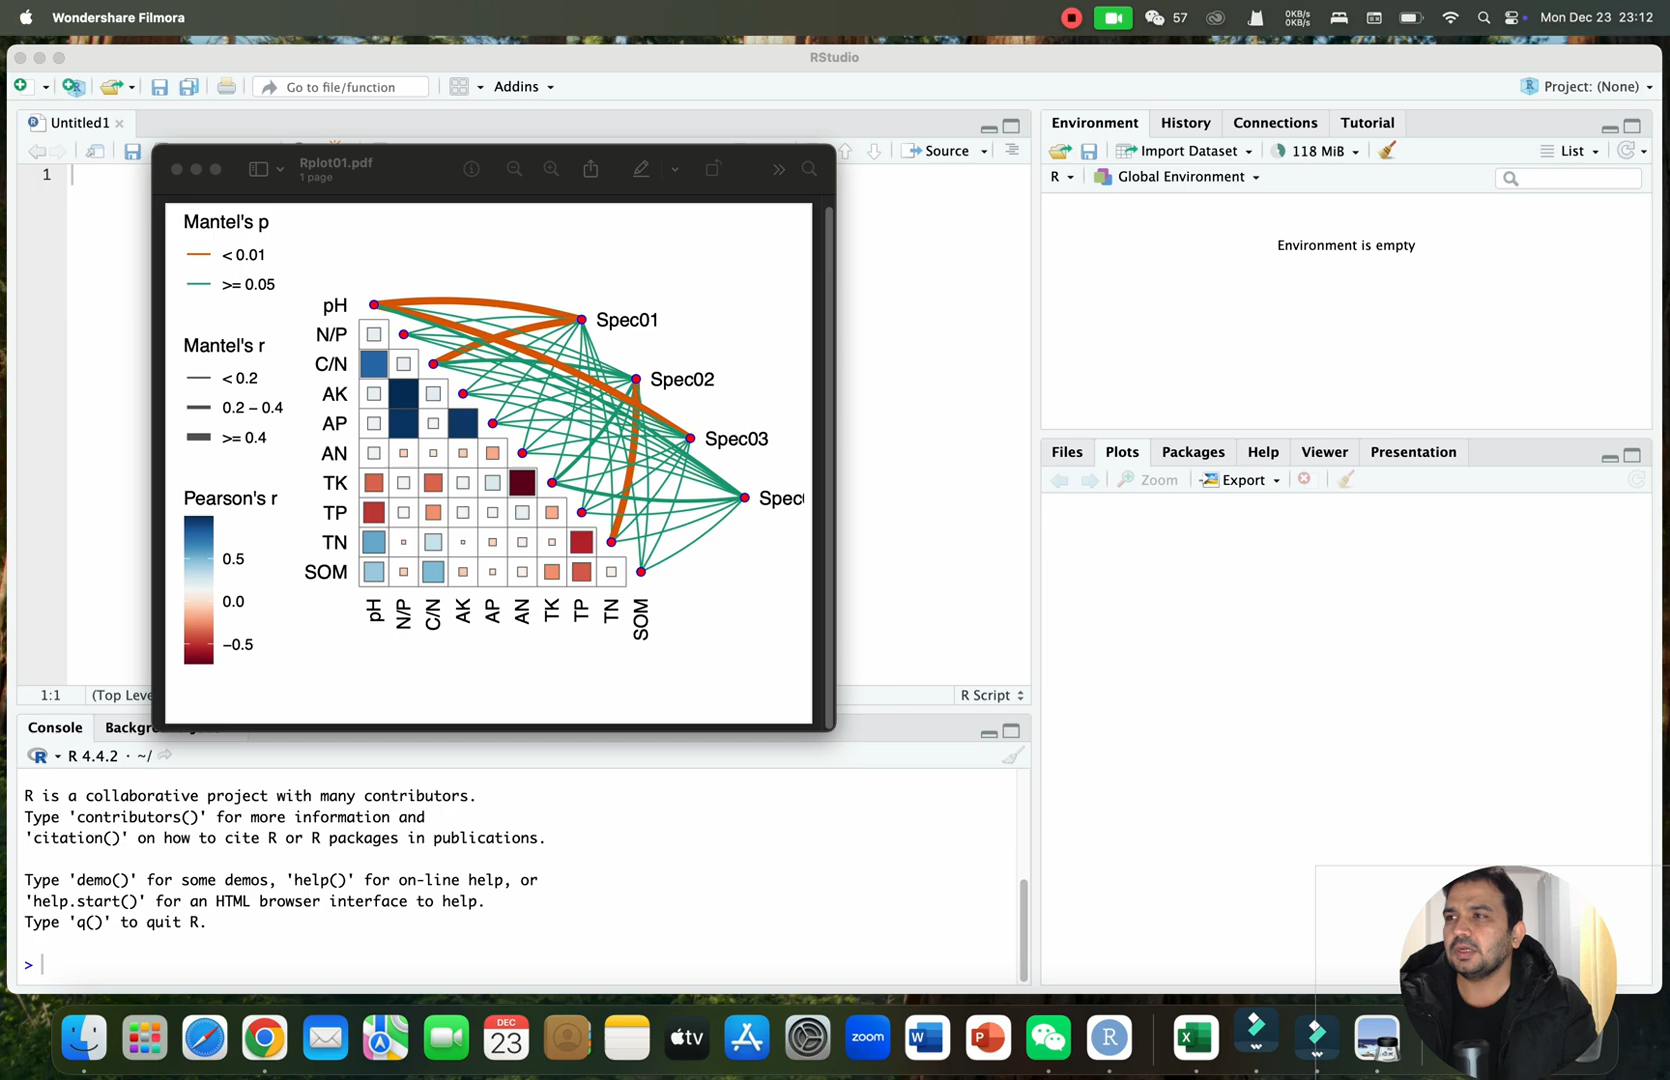 Wondershare Filmora
57
0KB/s
0KB/s
Mon Dec 23 23:12
RStudio
Go to file/function
Addins
Project: (None)
Untitled1
Source
1
1:1
(Top Leve
R Script
Rplot01.pdf
1 page
Mantel's p
< 0.01
>= 0.05
Mantel's r
< 0.2
0.2 – 0.4
>= 0.4
Pearson's r
0.5
0.0
−0.5
pH
N/P
C/N
AK
AP
AN
TK
TP
TN
SOM
pH
N/P
C/N
AK
AP
AN
TK
TP
TN
SOM
Spec01
Spec02
Spec03
Spec
Console
R 4.4.2 · ~/
R is a collaborative project with many contributors.
Type 'contributors()' for more information and
'citation()' on how to cite R or R packages in publications.
Type 'demo()' for some demos, 'help()' for on-line help, or
'help.start()' for an HTML browser interface to help.
Type 'q()' to quit R.
>
Environment
History
Connections
Tutorial
Import Dataset
118 MiB
List
R
Global Environment
Environment is empty
Files
Plots
Packages
Help
Viewer
Presentation
Zoom
Export
DEC
23
tv
zoom
W
P
R
X